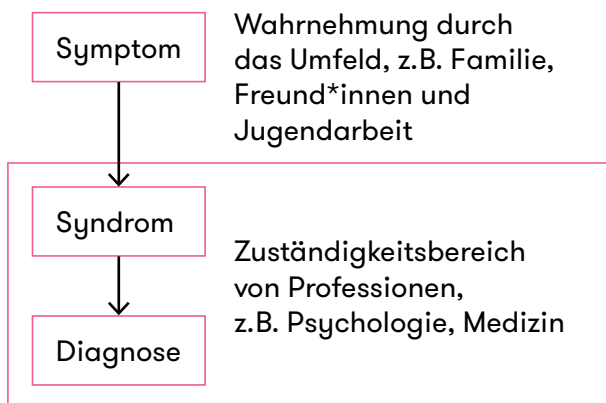 Symptom
Wahrnehmung durch
das Umfeld, z.B. Familie,
Freund*innen und
Jugendarbeit
Syndrom
Zuständigkeitsbereich
von Professionen,
z.B. Psychologie, Medizin
Diagnose